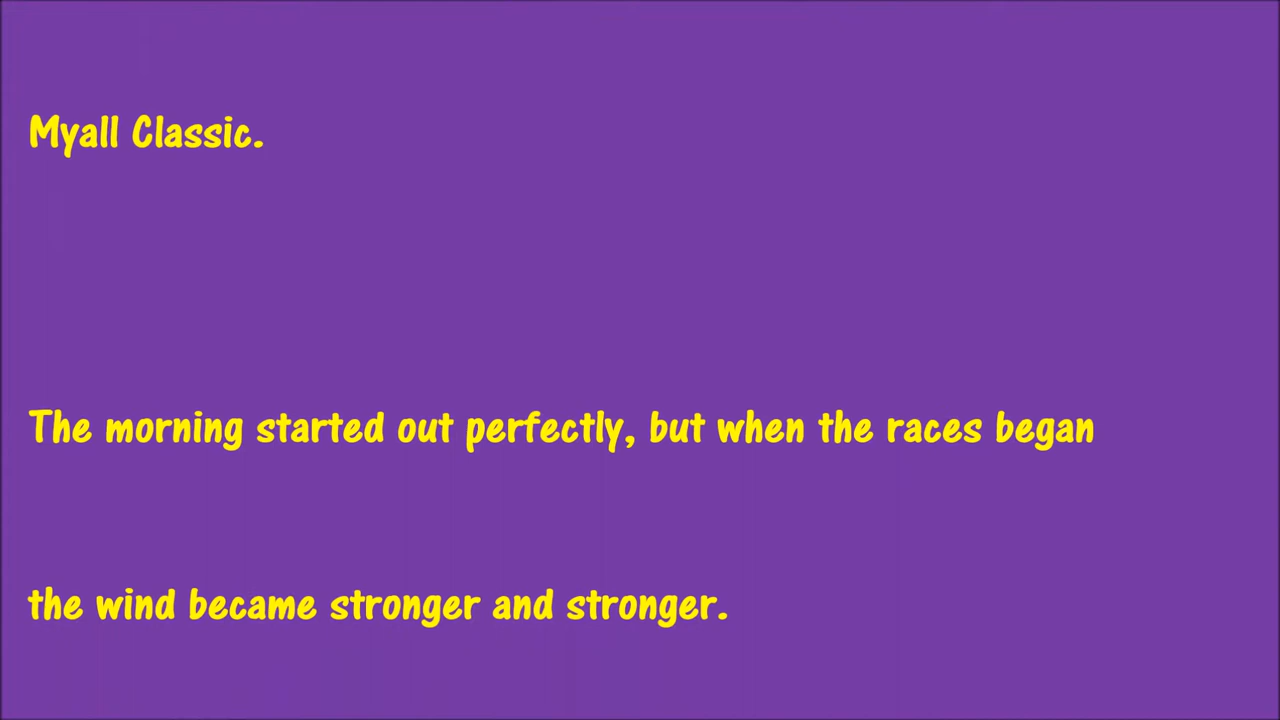 Myall Classic.
The morning started out perfectly, but when the races began
the wind became stronger and stronger.